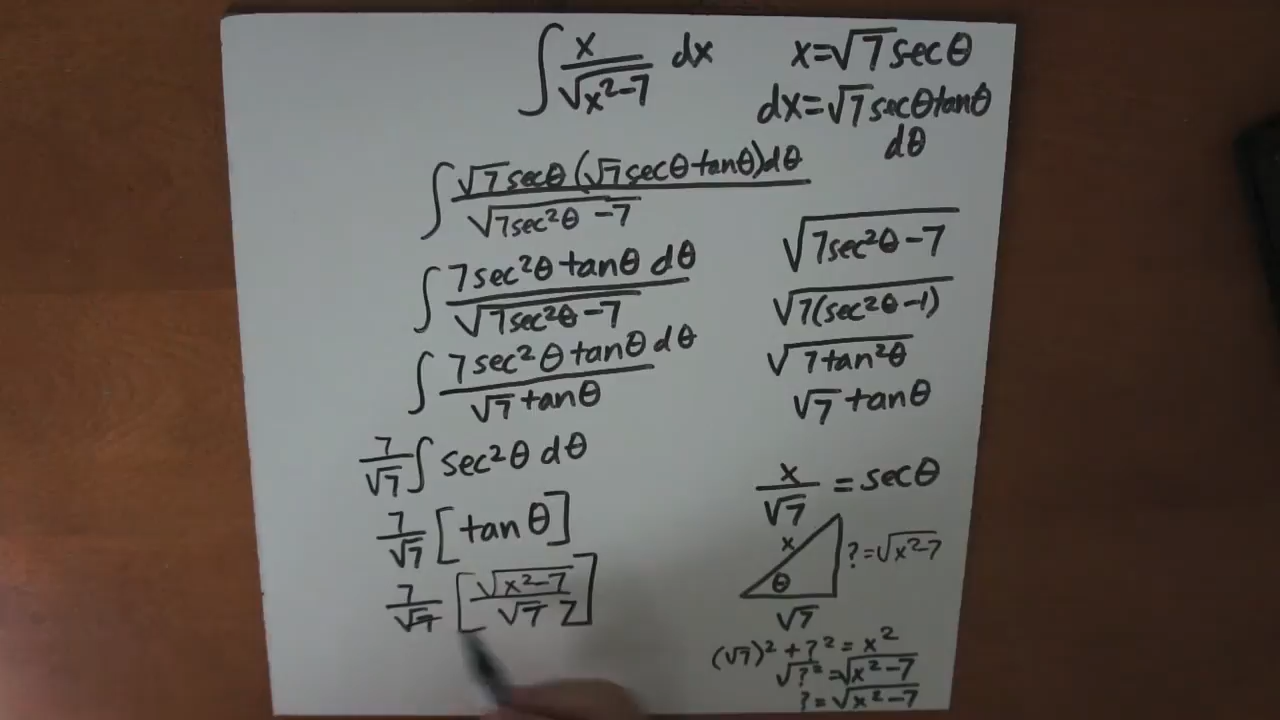 ∫ x/√(x²-7) dx
x=√7 secθ
dx=√7 secθtanθ
dθ
∫ √7 secθ (√7 secθ tanθ)dθ / √(7sec²θ -7)
√(7sec²θ -7)
∫ 7sec²θ tanθ dθ / √(7sec²θ -7)
√(7(sec²θ -1))
∫ 7sec²θ tanθ dθ / √7 tanθ
√(7tan²θ)
√7 tanθ
7/√7 ∫ sec²θ dθ
x/√7 = secθ
7/√7 [tanθ]
x
?=√(x²-7)
θ
√7
7/√7 [√(x²-7) / √7 7]
(√7)² + ?² = x²
√?² = √(x²-7)
? = √(x²-7)